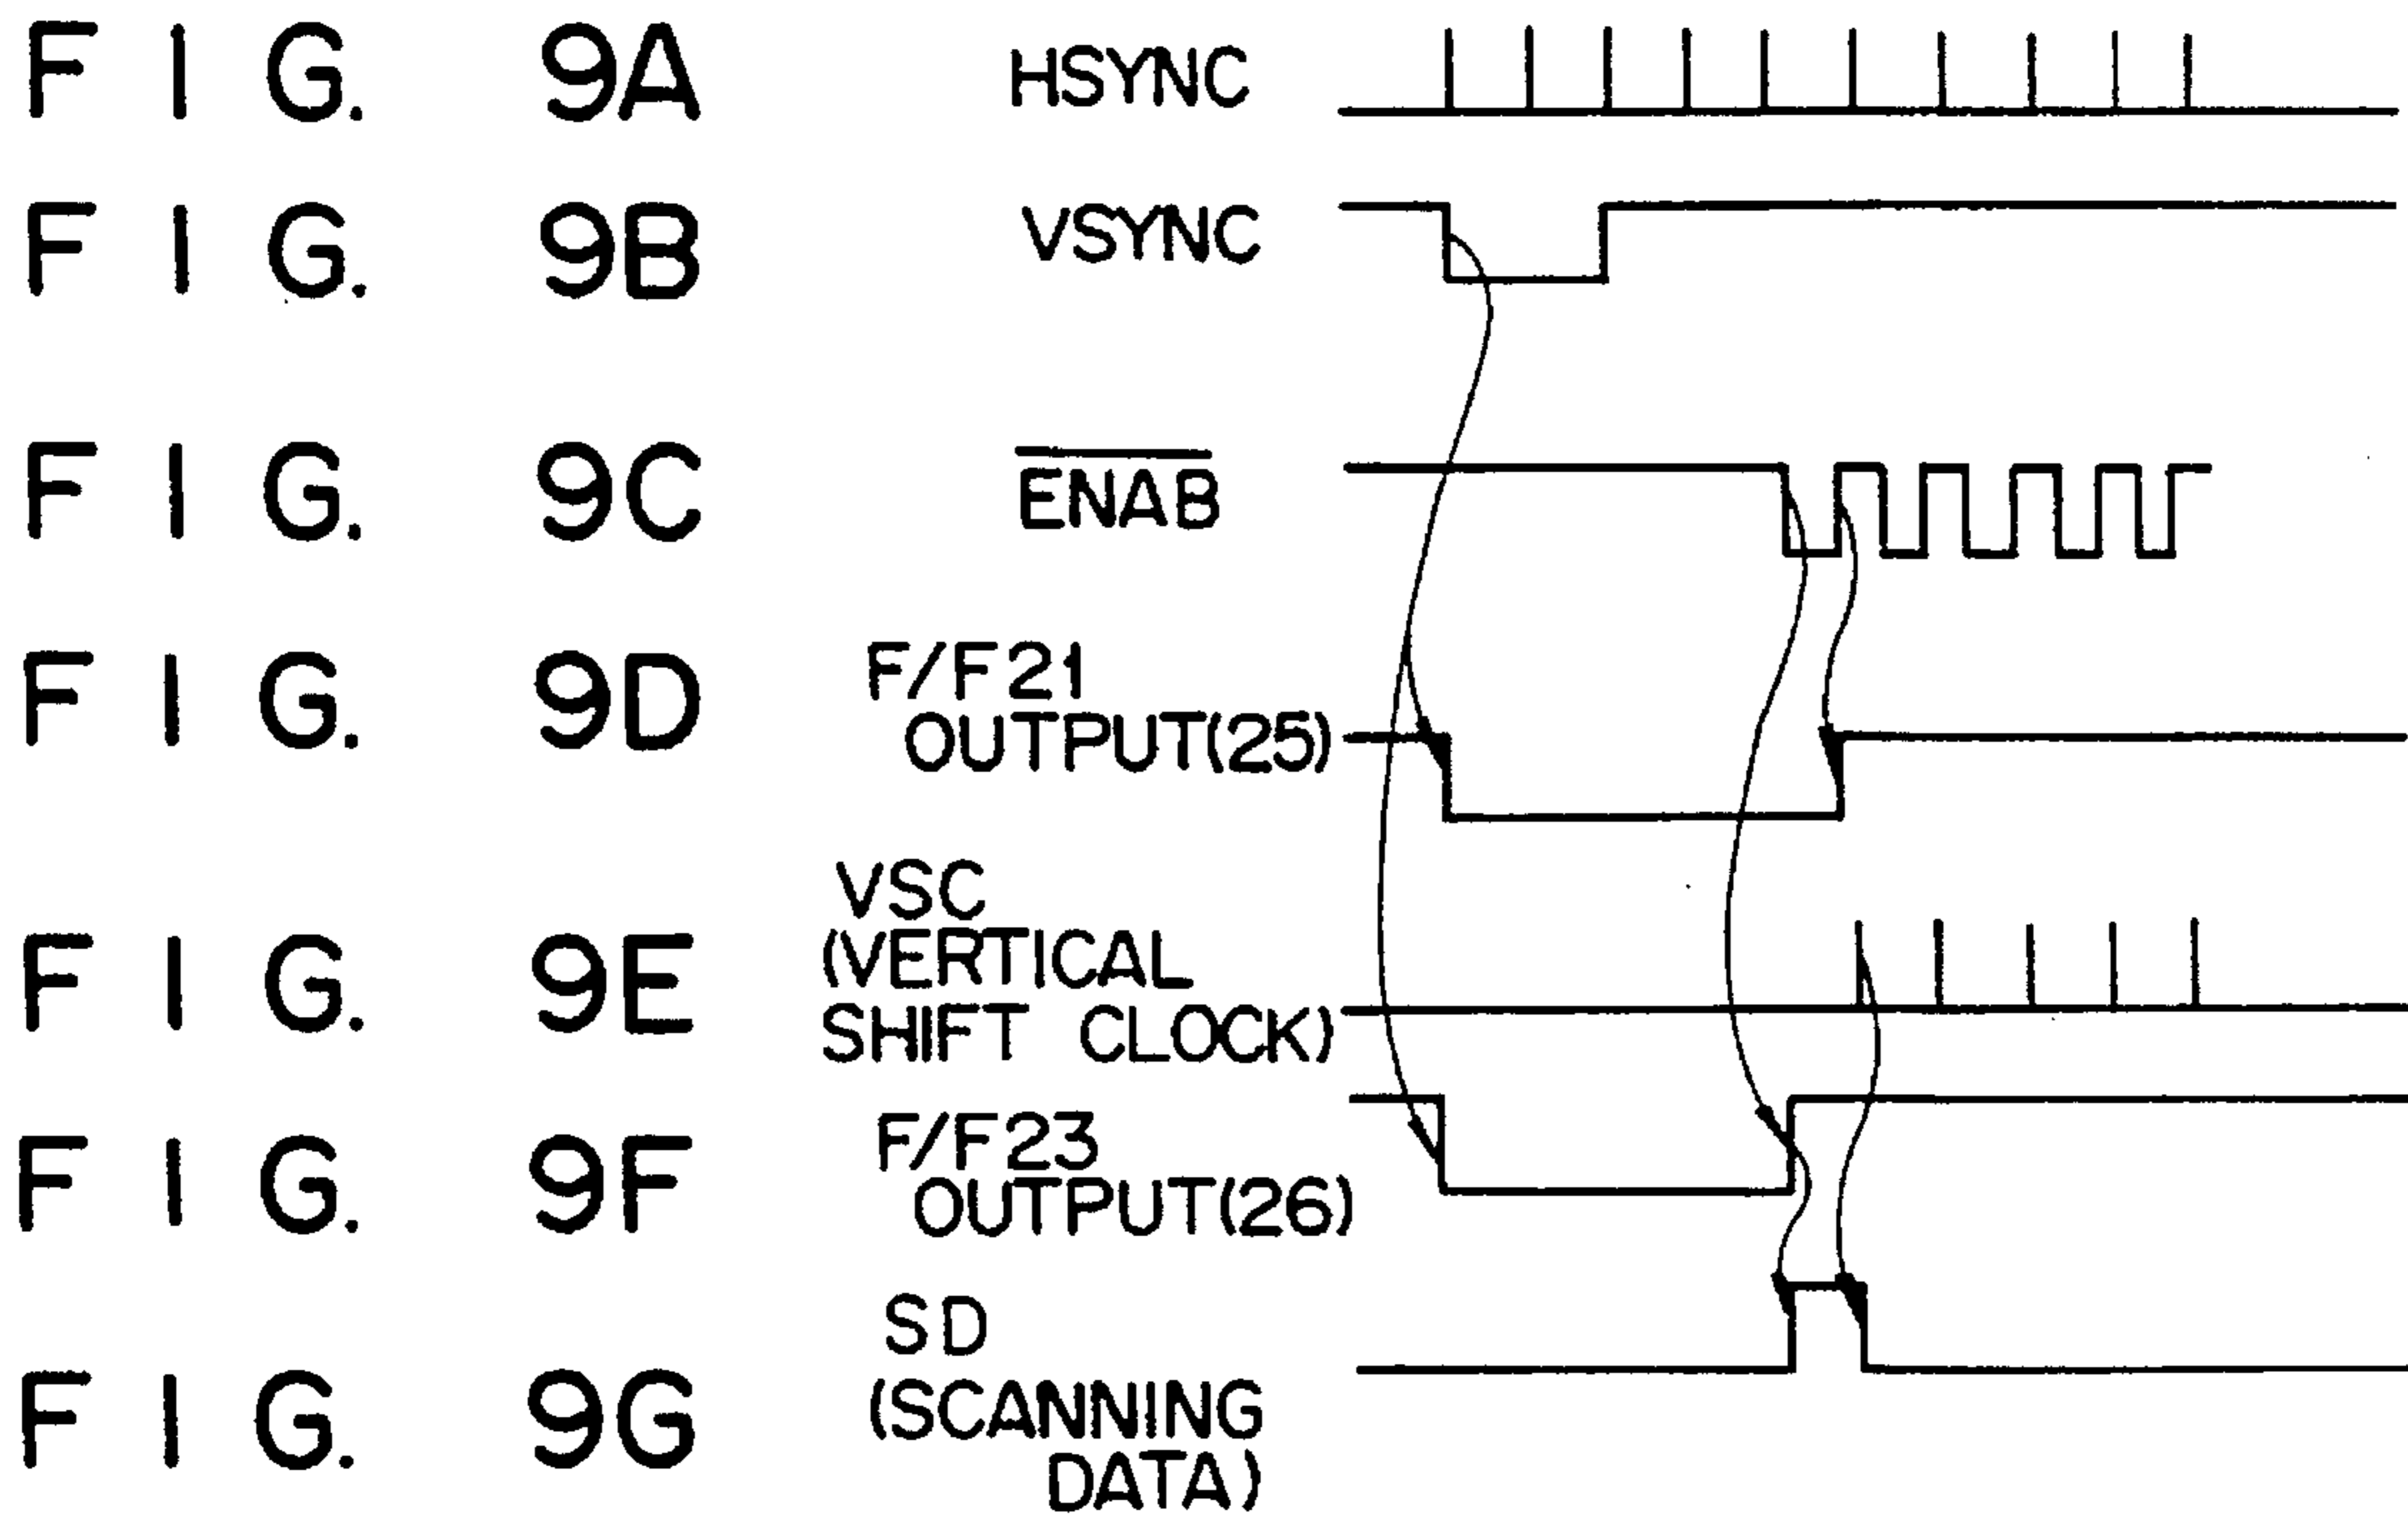 FIG. 9A HSYNC
FIG. 9B VSYNC
FIG. 9C E̅N̅A̅B̅
FIG. 9D F/F21
OUTPUT(25)
FIG. 9E VSC
(VERTICAL
SHIFT CLOCK)
FIG. 9F F/F23
OUTPUT(26)
FIG. 9G SD
(SCANNING
DATA)